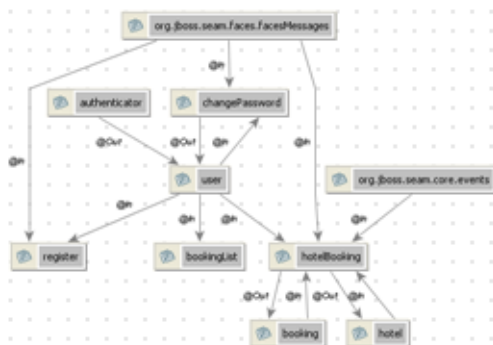 org.jboss.seam.faces.facesMessages
@In
authenticator
changePassword
@Out
@Out
@In
@In
@In
user
org.jboss.seam.core.events
@In
@In
@In
@In
register
bookingList
hotelBooking
@Out
@In
@Out
@In
booking
hotel